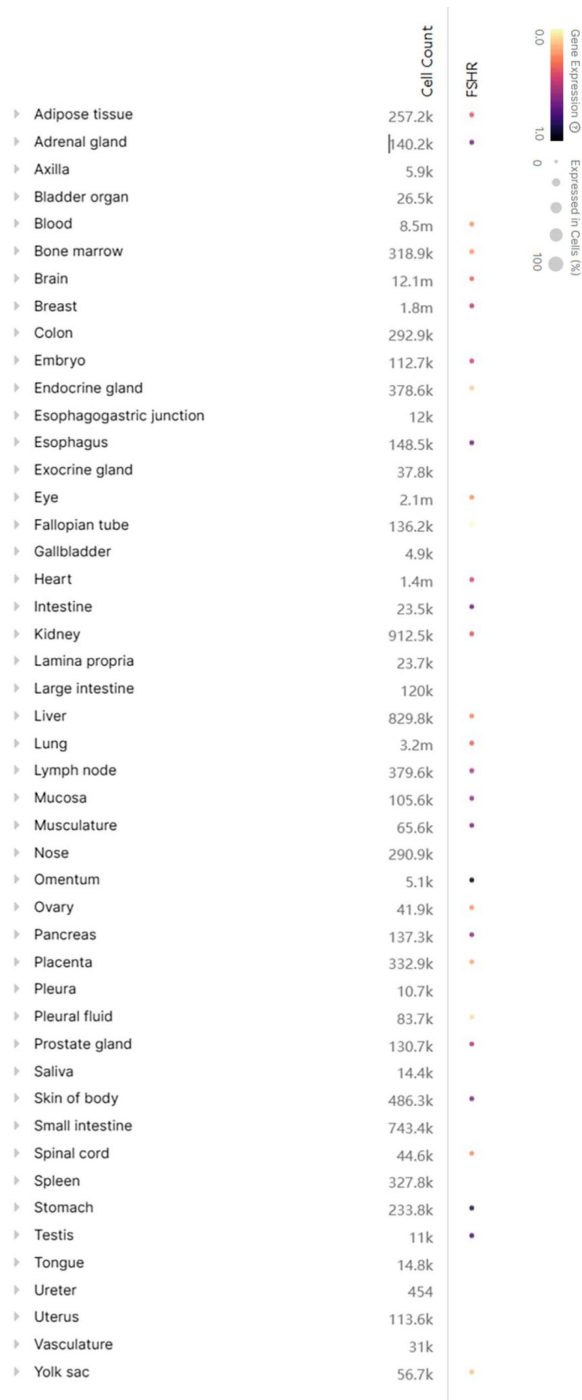 Cell Count
FSHR
Gene Expression
0.0
1.0
Expressed in Cells (%)
0
100
Adipose tissue 257.2k
Adrenal gland 140.2k
Axilla 5.9k
Bladder organ 26.5k
Blood 8.5m
Bone marrow 318.9k
Brain 12.1m
Breast 1.8m
Colon 292.9k
Embryo 112.7k
Endocrine gland 378.6k
Esophagogastric junction 12k
Esophagus 148.5k
Exocrine gland 37.8k
Eye 2.1m
Fallopian tube 136.2k
Gallbladder 4.9k
Heart 1.4m
Intestine 23.5k
Kidney 912.5k
Lamina propria 23.7k
Large intestine 120k
Liver 829.8k
Lung 3.2m
Lymph node 379.6k
Mucosa 105.6k
Musculature 65.6k
Nose 290.9k
Omentum 5.1k
Ovary 41.9k
Pancreas 137.3k
Placenta 332.9k
Pleura 10.7k
Pleural fluid 83.7k
Prostate gland 130.7k
Saliva 14.4k
Skin of body 486.3k
Small intestine 743.4k
Spinal cord 44.6k
Spleen 327.8k
Stomach 233.8k
Testis 11k
Tongue 14.8k
Ureter 454
Uterus 113.6k
Vasculature 31k
Yolk sac 56.7k